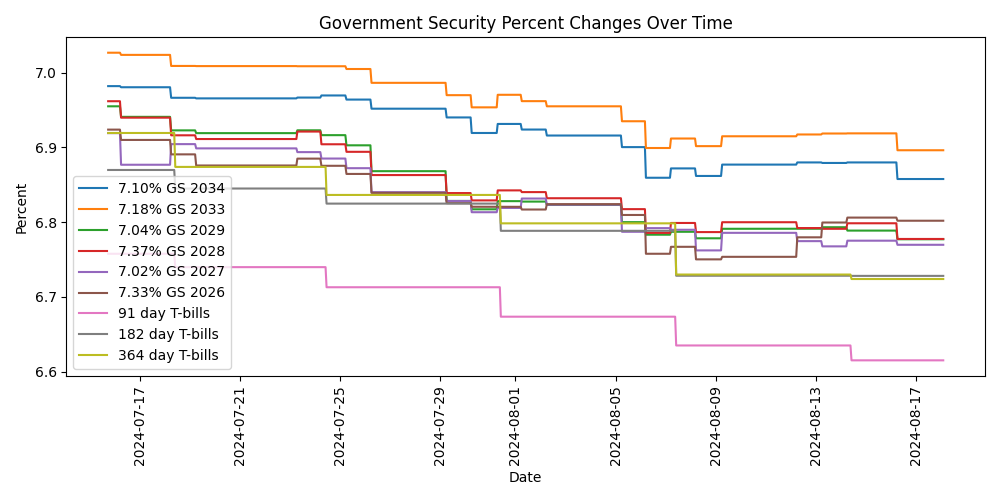 Government Security Percent Changes Over Time
Percent
7.0
6.9
6.8
6.7
6.6
7.10% GS 2034
7.18% GS 2033
7.04% GS 2029
7.37% GS 2028
7.02% GS 2027
7.33% GS 2026
91 day T-bills
182 day T-bills
364 day T-bills
2024-07-17
2024-07-21
2024-07-25
2024-07-29
2024-08-01
2024-08-05
2024-08-09
2024-08-13
2024-08-17
Date